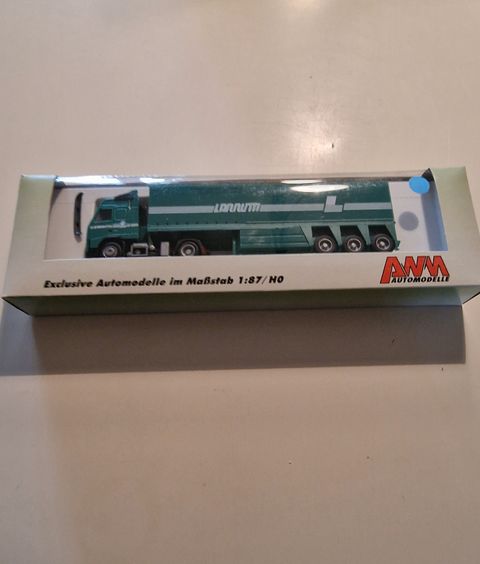 L
Exclusive Automodelle im Maßstab 1:87/H0
AWM
AUTOMODELLE